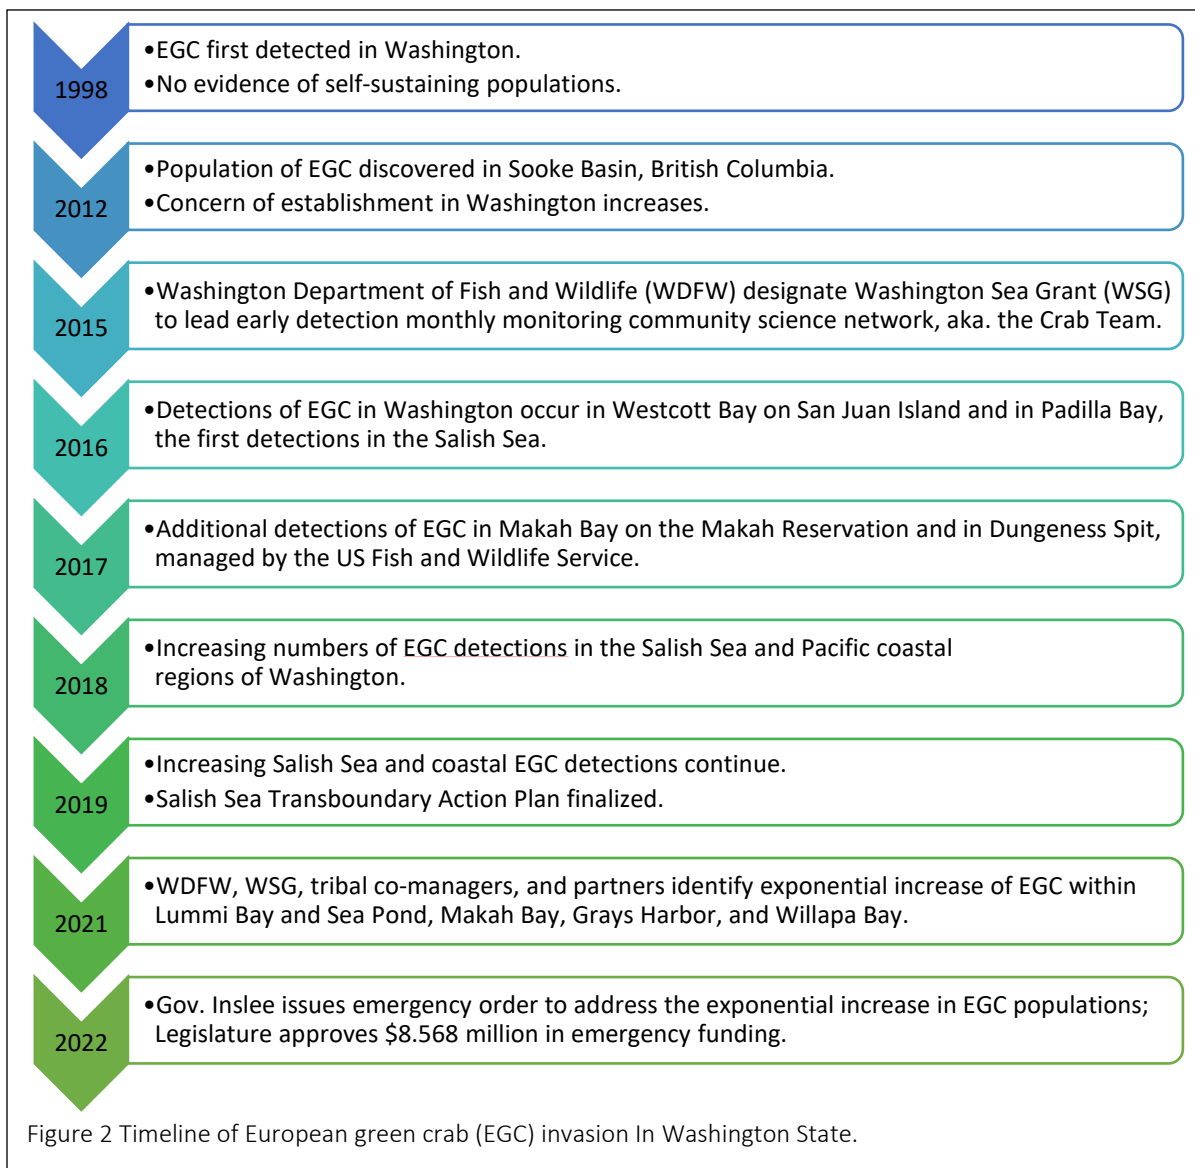 1998
•EGC first detected in Washington.
•No evidence of self-sustaining populations.
2012
•Population of EGC discovered in Sooke Basin, British Columbia.
•Concern of establishment in Washington increases.
2015
•Washington Department of Fish and Wildlife (WDFW) designate Washington Sea Grant (WSG)
to lead early detection monthly monitoring community science network, aka. the Crab Team.
2016
•Detections of EGC in Washington occur in Westcott Bay on San Juan Island and in Padilla Bay,
the first detections in the Salish Sea.
2017
•Additional detections of EGC in Makah Bay on the Makah Reservation and in Dungeness Spit,
managed by the US Fish and Wildlife Service.
2018
•Increasing numbers of EGC detections in the Salish Sea and Pacific coastal
regions of Washington.
2019
•Increasing Salish Sea and coastal EGC detections continue.
•Salish Sea Transboundary Action Plan finalized.
2021
•WDFW, WSG, tribal co-managers, and partners identify exponential increase of EGC within
Lummi Bay and Sea Pond, Makah Bay, Grays Harbor, and Willapa Bay.
2022
•Gov. Inslee issues emergency order to address the exponential increase in EGC populations;
Legislature approves $8.568 million in emergency funding.
Figure 2 Timeline of European green crab (EGC) invasion In Washington State.